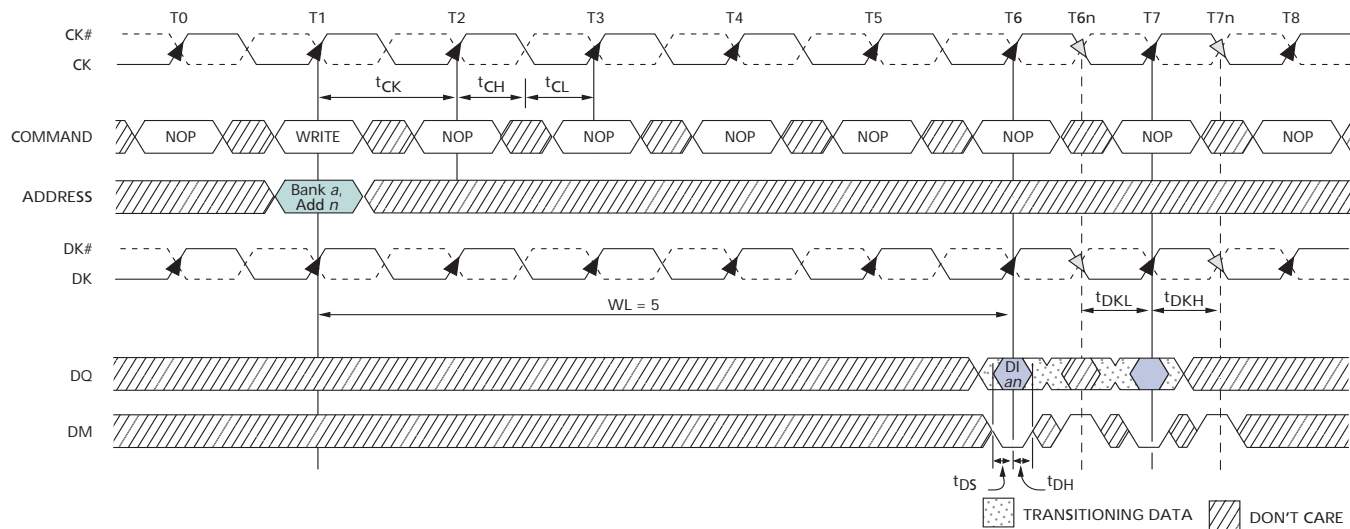 T0 T1 T2 T3 T4 T5 T6 T6n T7 T7n T8
CK#
CK
tCK tCH tCL
COMMAND NOP WRITE NOP NOP NOP NOP NOP NOP NOP
ADDRESS Bank a,
Add n
DK#
DK
WL = 5 tDKL tDKH
DQ DI
an
DM
tDS tDH
TRANSITIONING DATA DON'T CARE